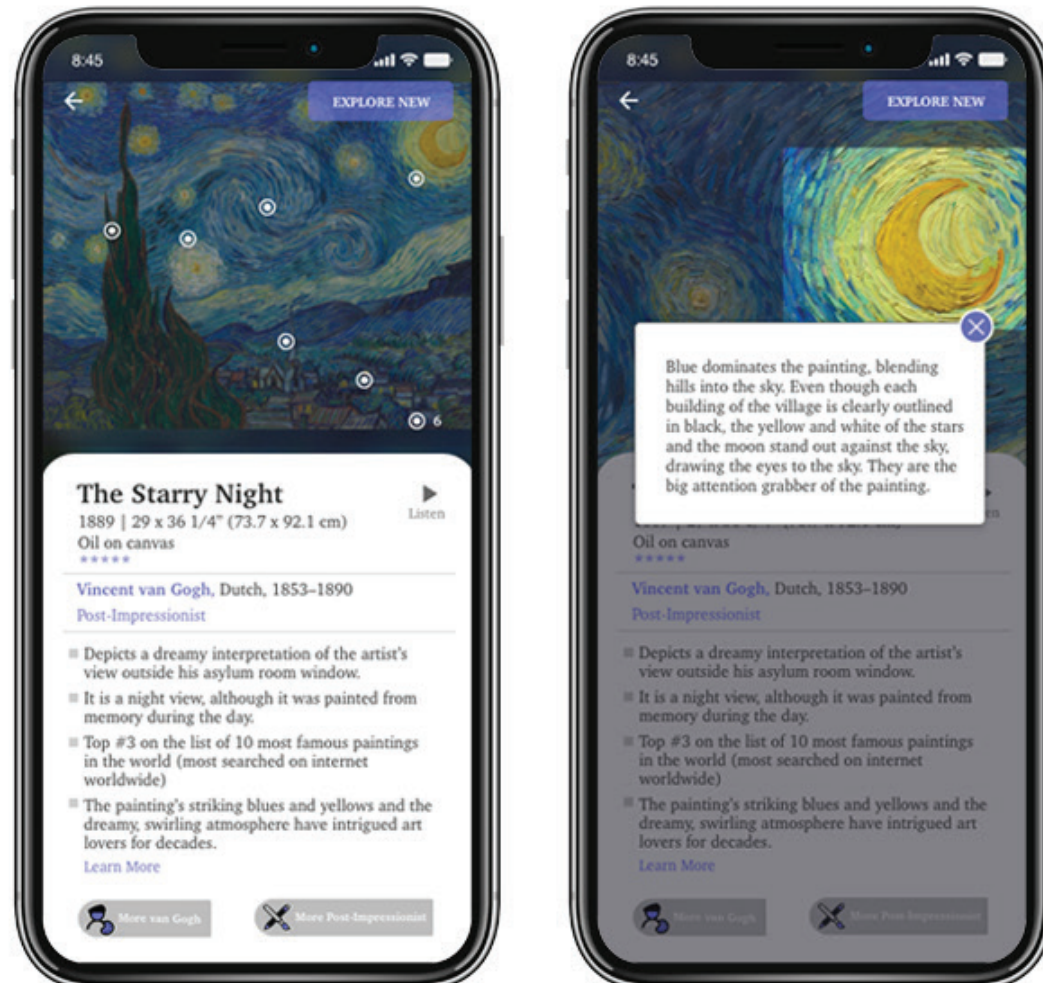 8:45
EXPLORE NEW
6
The Starry Night
Listen
1889 | 29 x 36 1/4” (73.7 x 92.1 cm)
Oil on canvas
*****
Vincent van Gogh, Dutch, 1853–1890
Post-Impressionist
Depicts a dreamy interpretation of the artist's
view outside his asylum room window.
It is a night view, although it was painted from
memory during the day.
Top #3 on the list of 10 most famous paintings
in the world (most searched on internet
worldwide)
The painting's striking blues and yellows and the
dreamy, swirling atmosphere have intrigued art
lovers for decades.
Learn More
More van Gogh
More Post-Impressionist
8:45
EXPLORE NEW
Blue dominates the painting, blending
hills into the sky. Even though each
building of the village is clearly outlined
in black, the yellow and white of the stars
and the moon stand out against the sky,
drawing the eyes to the sky. They are the
big attention grabber of the painting.
Oil on canvas
*****
Vincent van Gogh, Dutch, 1853–1890
Post-Impressionist
Depicts a dreamy interpretation of the artist's
view outside his asylum room window.
It is a night view, although it was painted from
memory during the day.
Top #3 on the list of 10 most famous paintings
in the world (most searched on internet
worldwide)
The painting's striking blues and yellows and the
dreamy, swirling atmosphere have intrigued art
lovers for decades.
Learn More
More van Gogh
More Post-Impressionist